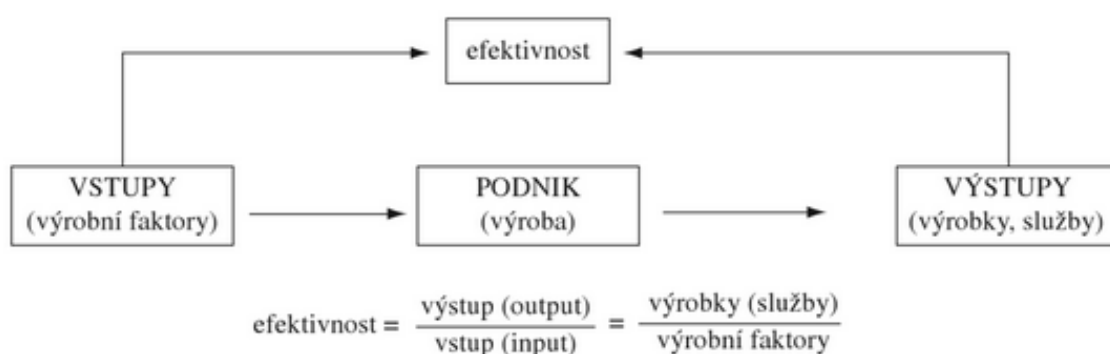 efektivnost
VSTUPY
(výrobní faktory)
PODNIK
(výroba)
VÝSTUPY
(výrobky, služby)
efektivnost = výstup (output) / vstup (input) = výrobky (služby) / výrobní faktory